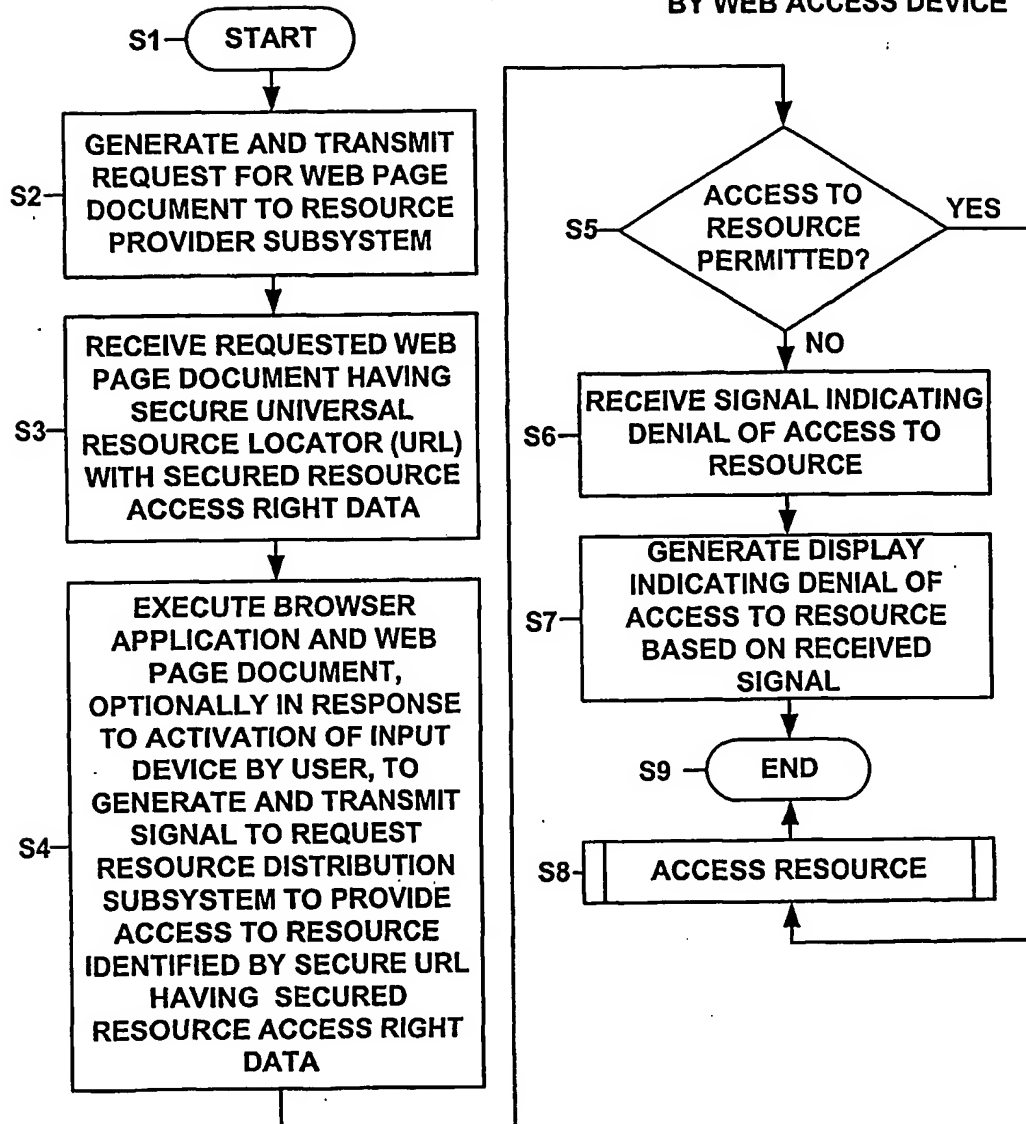 BY WEB ACCESS DEVICE
S1
START
S2
GENERATE AND TRANSMIT
REQUEST FOR WEB PAGE
DOCUMENT TO RESOURCE
PROVIDER SUBSYSTEM
S3
RECEIVE REQUESTED WEB
PAGE DOCUMENT HAVING
SECURE UNIVERSAL
RESOURCE LOCATOR (URL)
WITH SECURED RESOURCE
ACCESS RIGHT DATA
S4
EXECUTE BROWSER
APPLICATION AND WEB
PAGE DOCUMENT,
OPTIONALLY IN RESPONSE
TO ACTIVATION OF INPUT
DEVICE BY USER, TO
GENERATE AND TRANSMIT
SIGNAL TO REQUEST
RESOURCE DISTRIBUTION
SUBSYSTEM TO PROVIDE
ACCESS TO RESOURCE
IDENTIFIED BY SECURE URL
HAVING SECURED
RESOURCE ACCESS RIGHT
DATA
S5
ACCESS TO
RESOURCE
PERMITTED?
YES
NO
S6
RECEIVE SIGNAL INDICATING
DENIAL OF ACCESS TO
RESOURCE
S7
GENERATE DISPLAY
INDICATING DENIAL OF
ACCESS TO RESOURCE
BASED ON RECEIVED
SIGNAL
S9
END
S8
ACCESS RESOURCE